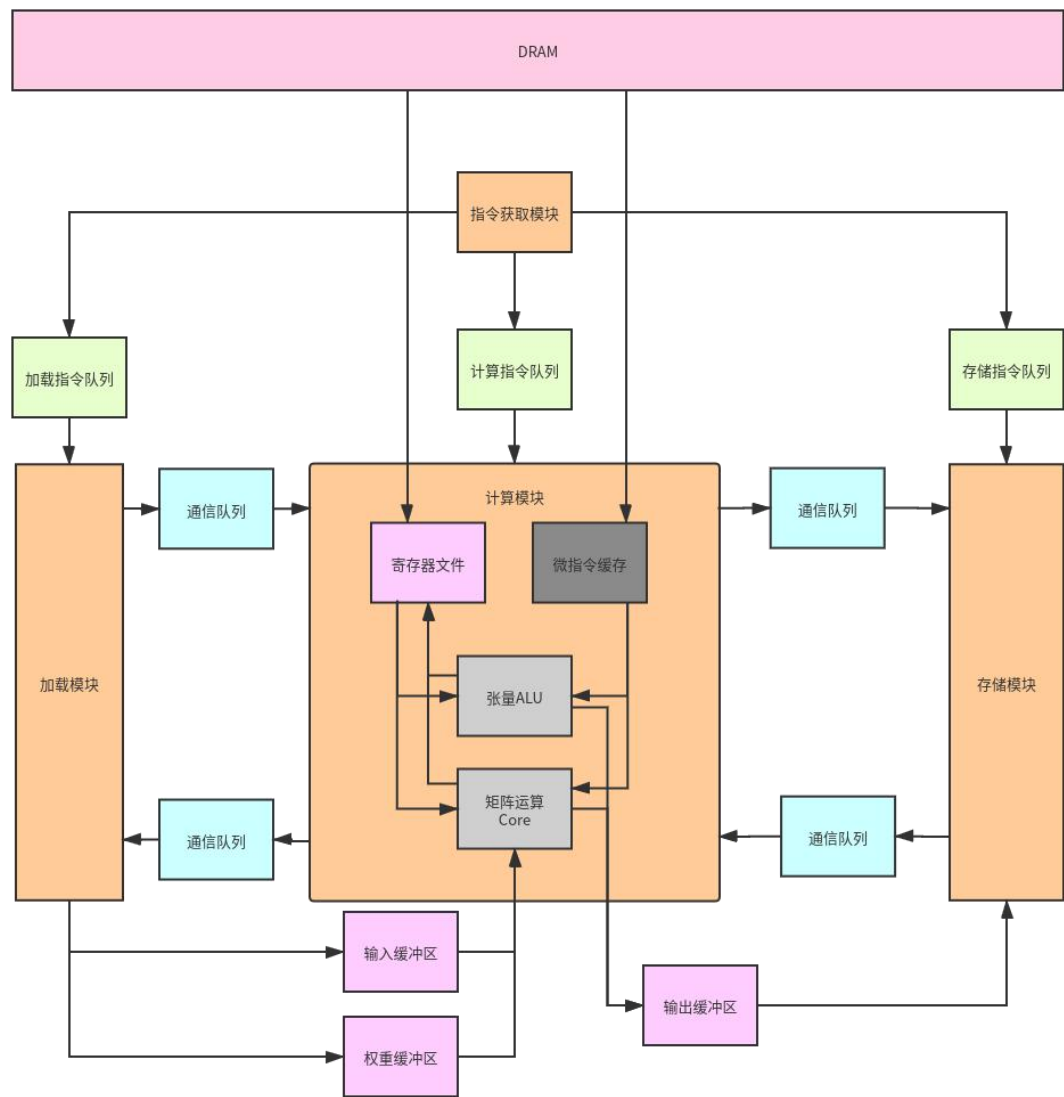 DRAM
指令获取模块
加载指令队列
计算指令队列
存储指令队列
计算模块
通信队列
通信队列
寄存器文件
微指令缓存
加载模块
张量ALU
存储模块
矩阵运算
Core
通信队列
通信队列
输入缓冲区
输出缓冲区
权重缓冲区